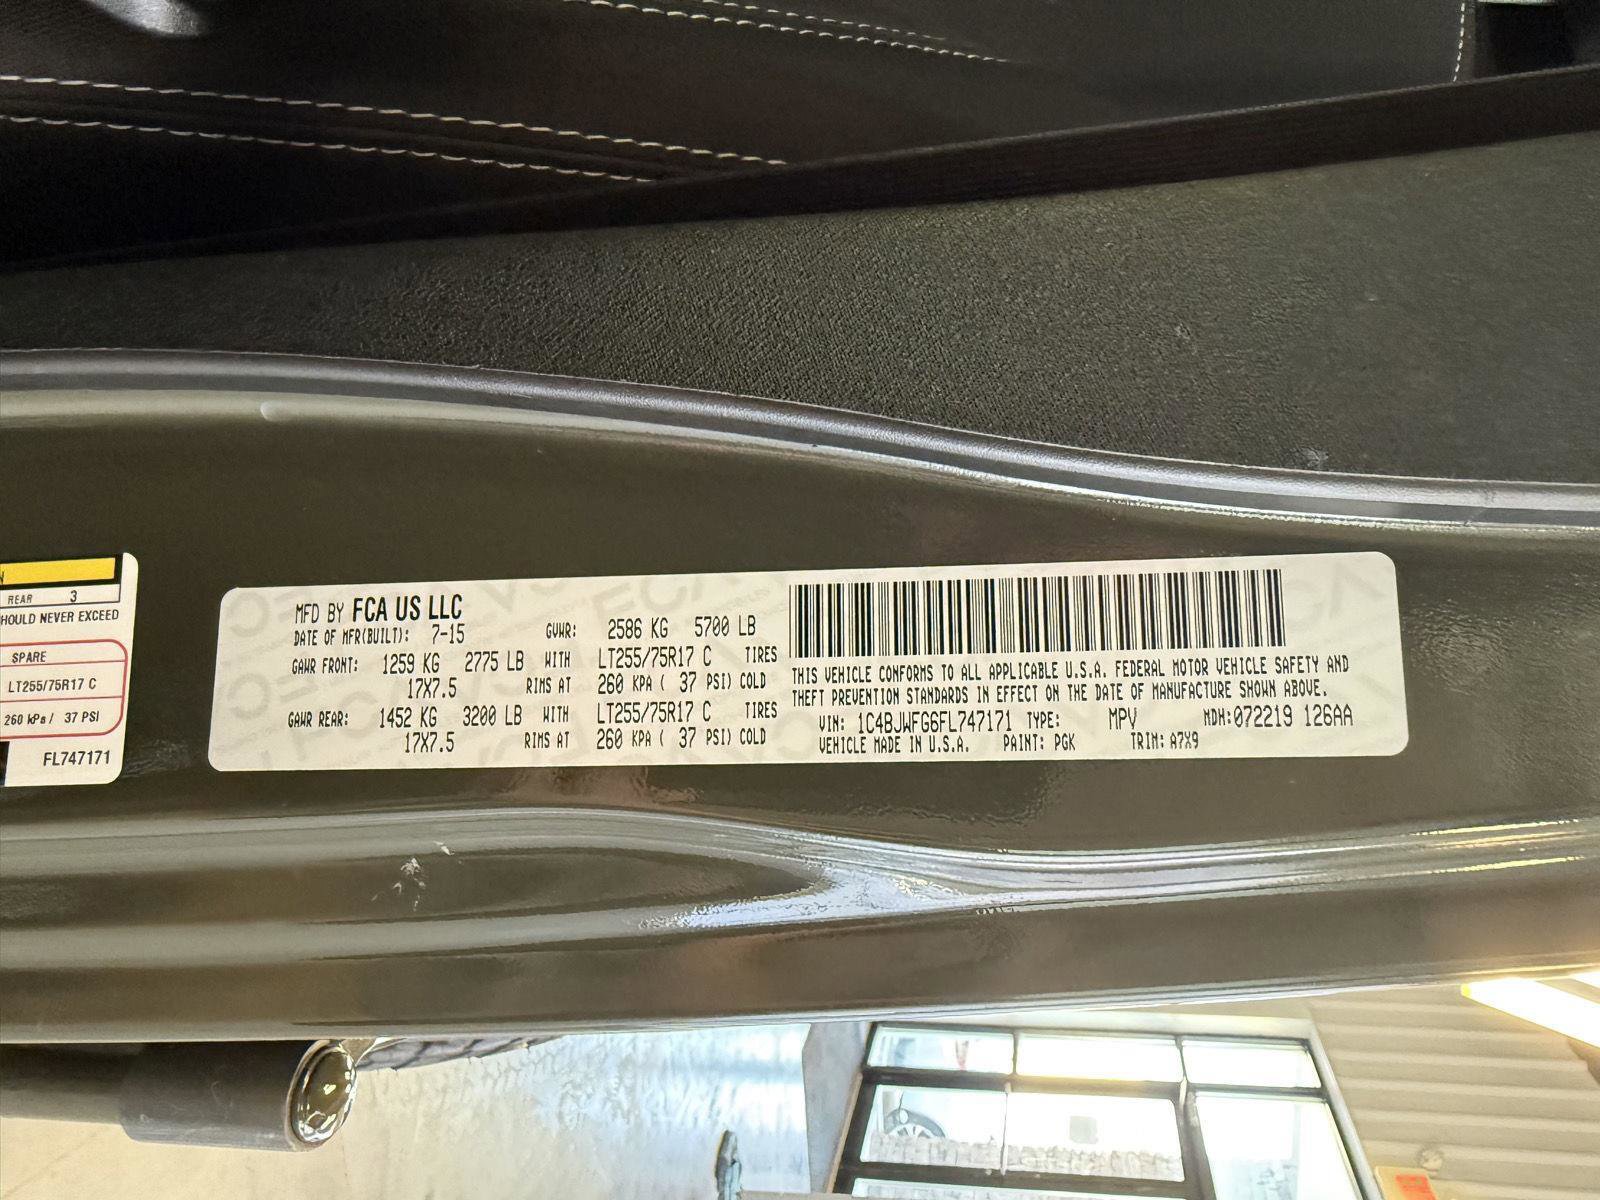 N
REAR 3
HOULD NEVER EXCEED
SPARE
LT255/75R17 C
260 kPa / 37 PSI
FL747171
MFD BY FCA US LLC
DATE OF MFR(BUILT): 7-15 GVWR: 2586 KG 5700 LB
GAWR FRONT: 1259 KG 2775 LB WITH LT255/75R17 C TIRES
17X7.5 RIMS AT 260 KPA ( 37 PSI) COLD
GAWR REAR: 1452 KG 3200 LB WITH LT255/75R17 C TIRES
17X7.5 RIMS AT 260 KPA ( 37 PSI) COLD
THIS VEHICLE CONFORMS TO ALL APPLICABLE U.S.A. FEDERAL MOTOR VEHICLE SAFETY AND
THEFT PREVENTION STANDARDS IN EFFECT ON THE DATE OF MANUFACTURE SHOWN ABOVE.
VIN: 1C4BJWFG6FL747171 TYPE: MPV MDH:072219 126AA
VEHICLE MADE IN U.S.A. PAINT: PGK TRIM: A7X9